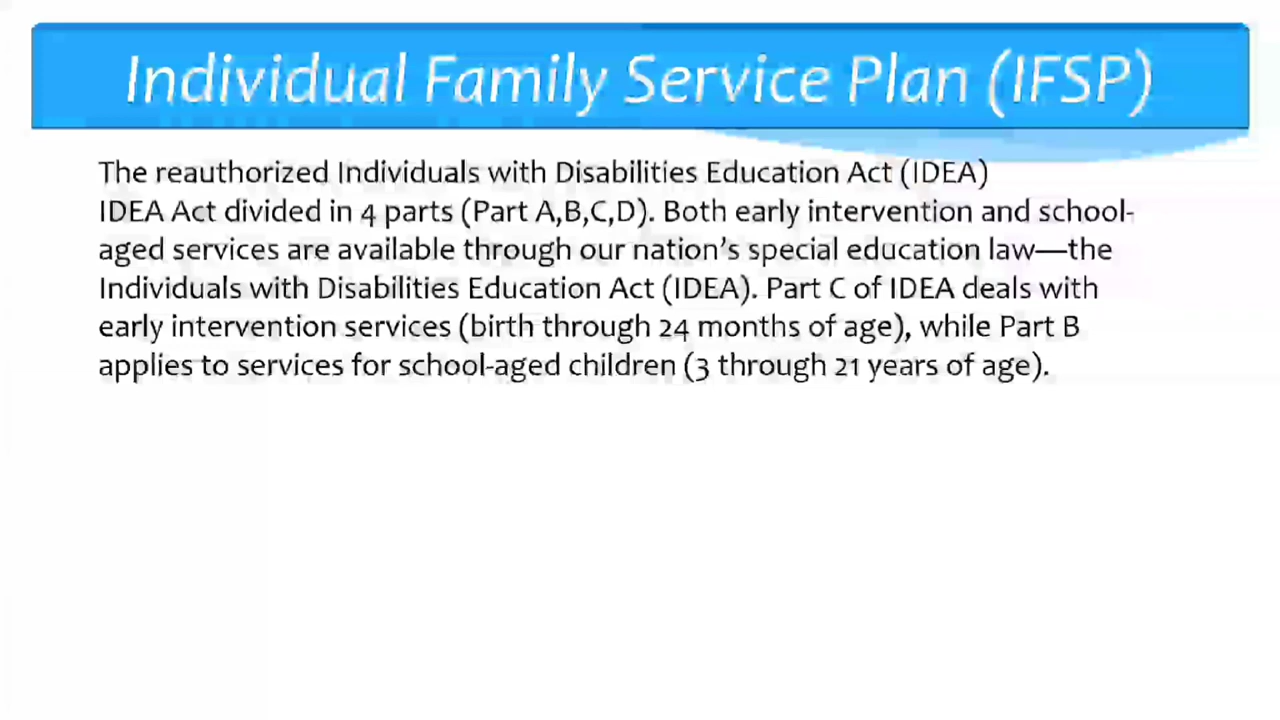 Individual Family Service Plan (IFSP)
The reauthorized Individuals with Disabilities Education Act (IDEA)
IDEA Act divided in 4 parts (Part A,B,C,D). Both early intervention and school-
aged services are available through our nation’s special education law—the
Individuals with Disabilities Education Act (IDEA). Part C of IDEA deals with
early intervention services (birth through 24 months of age), while Part B
applies to services for school-aged children (3 through 21 years of age).